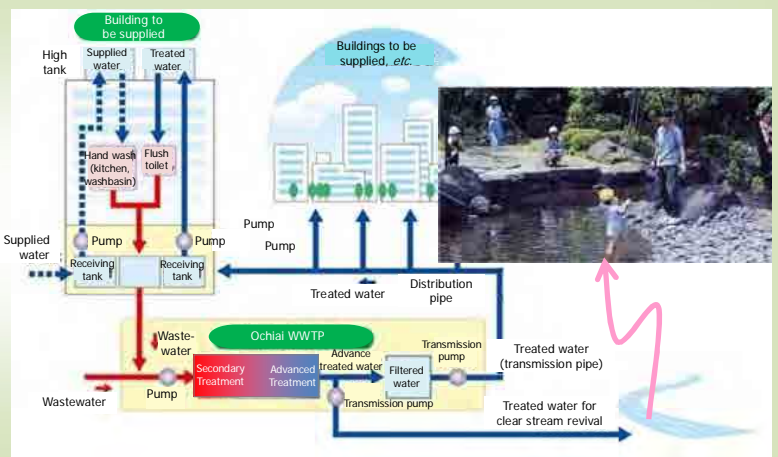 Building to
be supplied
High
tank
Supplied
water
Treated
water
Buildings to be
supplied, etc.
Hand wash
(kitchen,
washbasin)
Flush
toilet
Pump
Pump
Pump
Pump
Supplied
water
Receiving
tank
Receiving
tank
Treated water
Distribution
pipe
Ochiai WWTP
Waste-
water
Secondary
Treatment
Advanced
Treatment
Advance
treated water
Filtered
water
Transmission
pump
Treated water
(transmission pipe)
Wastewater
Pump
Transmission pump
Treated water for
clear stream revival